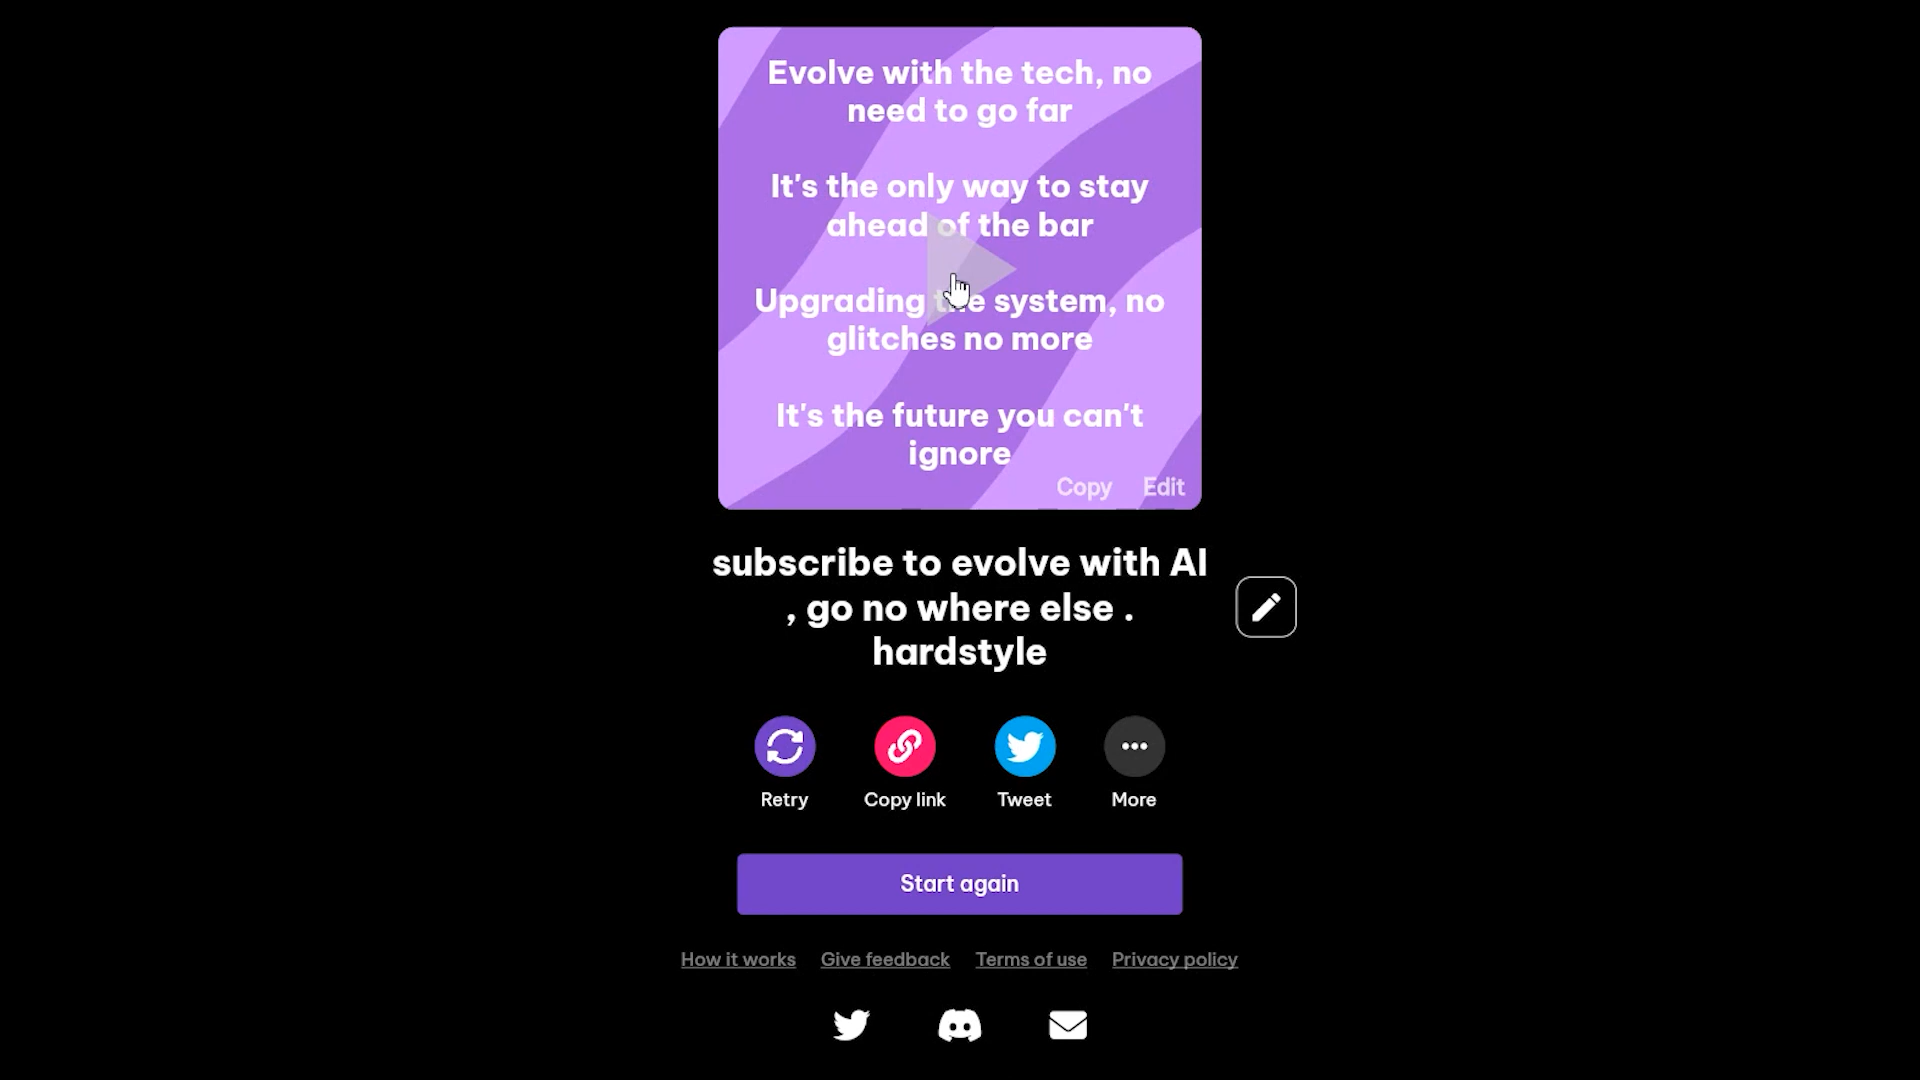 Evolve with the tech, no
need to go far
It's the only way to stay
ahead of the bar
Upgrading the system, no
glitches no more
It's the future you can't
ignore
Copy Edit
subscribe to evolve with AI
, go no where else .
hardstyle
Retry Copy link Tweet More
Start again
How it works Give feedback Terms of use Privacy policy